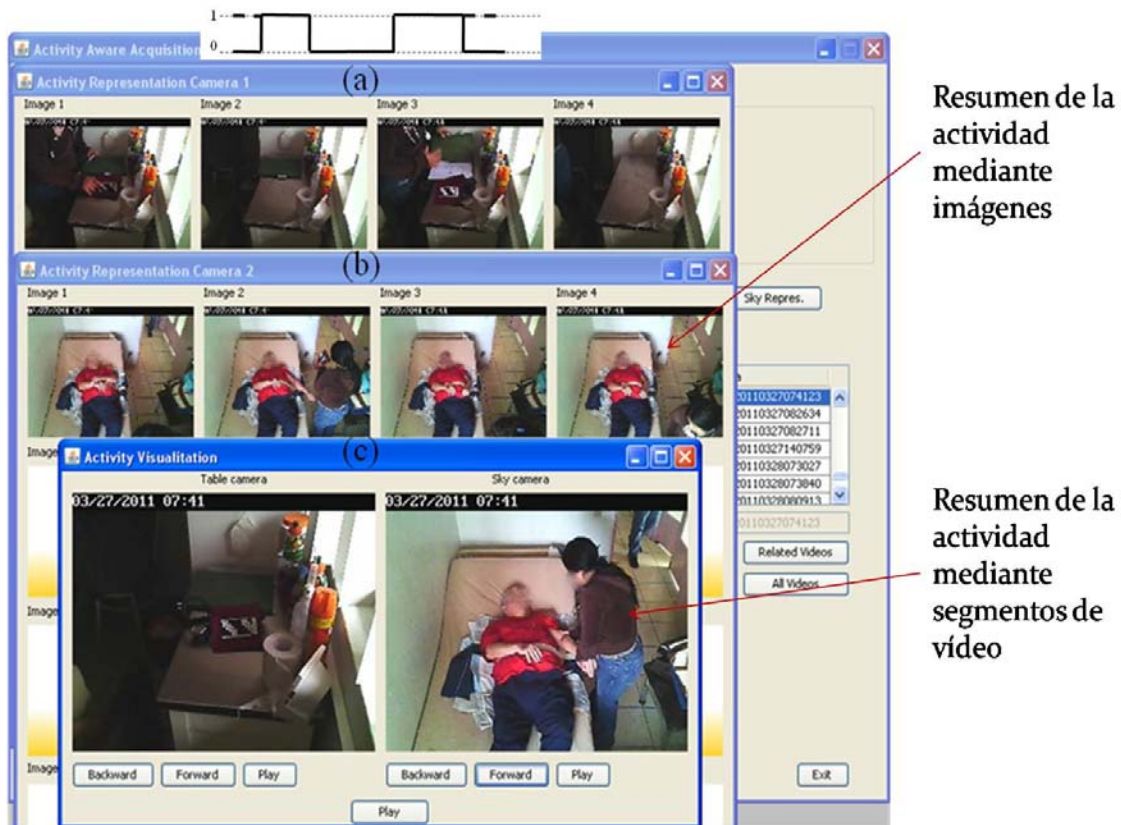 1
0
Activity Aware Acquisition
(a)
Activity Representation Camera 1
Image 1 Image 2 Image 3 Image 4
(b)
Activity Representation Camera 2
Image 1 Image 2 Image 3 Image 4
(c)
Activity Visualitation
Table camera Sky camera
03/27/2011 07:41 03/27/2011 07:41
Backward Forward Play Backward Forward Play
Play
Image
Image
Image
Sky Repres.
20110327074123
20110327082634
20110327082711
20110327140759
20110328073027
20110328073840
20110328080913
20110327074123
Related Videos
All Videos
Exit
Resumen de la
actividad
mediante
imágenes
Resumen de la
actividad
mediante
segmentos de
vídeo